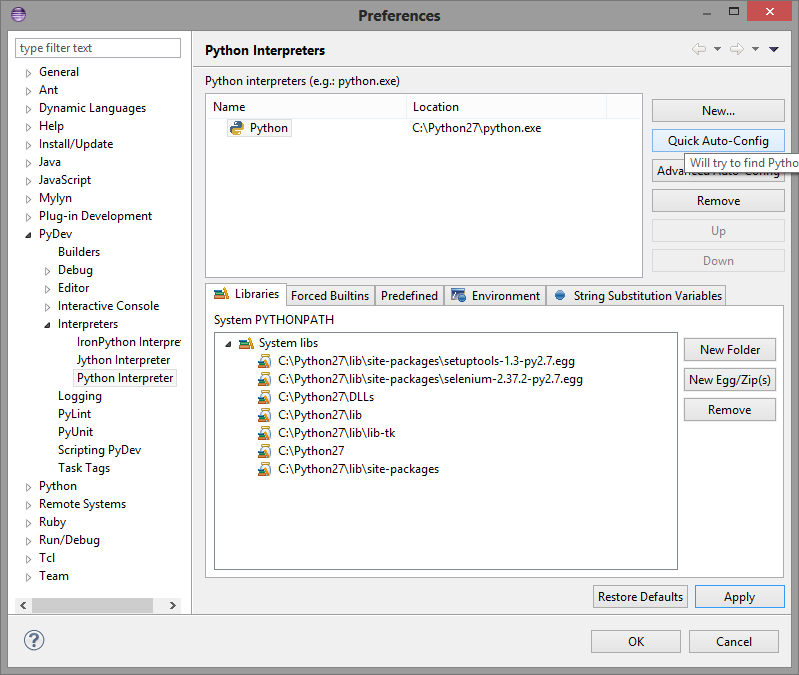 Preferences
type filter text
General
Ant
Dynamic Languages
Help
Install/Update
Java
JavaScript
Mylyn
Plug-in Development
PyDev
Builders
Debug
Editor
Interactive Console
Interpreters
IronPython Interpre
Jython Interpreter
Python Interpreter
Logging
PyLint
PyUnit
Scripting PyDev
Task Tags
Python
Remote Systems
Ruby
Run/Debug
Tcl
Team
Python Interpreters
Python interpreters (e.g.: python.exe)
Name Location
Python C:\Python27\python.exe
New...
Quick Auto-Config
Will try to find Pytho
Advanced Auto-Config
Remove
Up
Down
Libraries Forced Builtins Predefined Environment String Substitution Variables
System PYTHONPATH
System libs
C:\Python27\lib\site-packages\setuptools-1.3-py2.7.egg
C:\Python27\lib\site-packages\selenium-2.37.2-py2.7.egg
C:\Python27\DLLs
C:\Python27\lib
C:\Python27\lib\lib-tk
C:\Python27
C:\Python27\lib\site-packages
New Folder
New Egg/Zip(s)
Remove
Restore Defaults Apply
OK Cancel